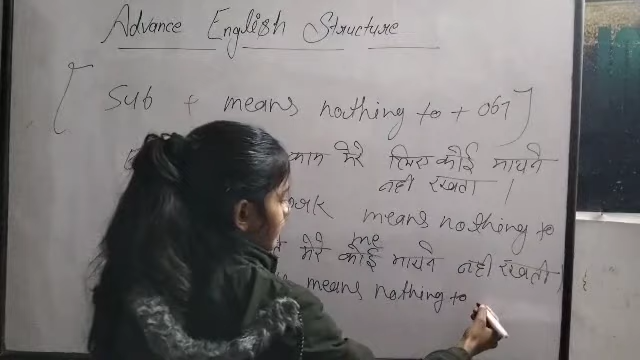 Advance English Structure
[ Sub + means nothing to + obj ]
काम मेरे लिए कोई मायने
नहीं रखता |
means nothing to
me
मेरे कोई मायने नहीं रखती |
means nothing to